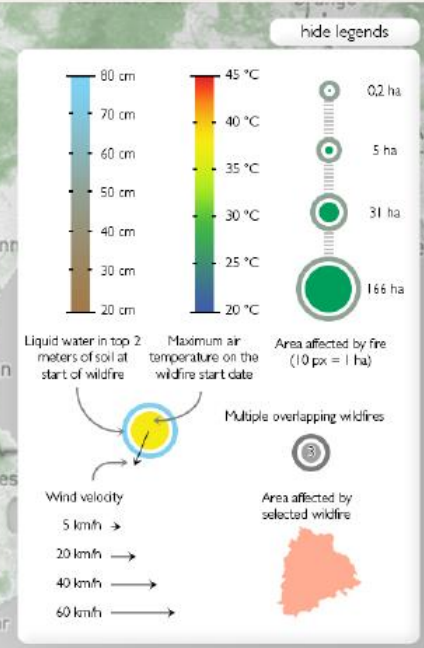 hide legends
80 cm
70 cm
60 cm
50 cm
40 cm
30 cm
20 cm
45 °C
40 °C
35 °C
30 °C
25 °C
20 °C
0,2 ha
5 ha
31 ha
166 ha
Liquid water in top 2
meters of soil at
start of wildfire
Maximum air
temperature on the
wildfire start date
Area affected by fire
(10 px = 1 ha)
Multiple overlapping wildfires
3
Wind velocity
5 km/h
20 km/h
40 km/h
60 km/h
Area affected by
selected wildfire